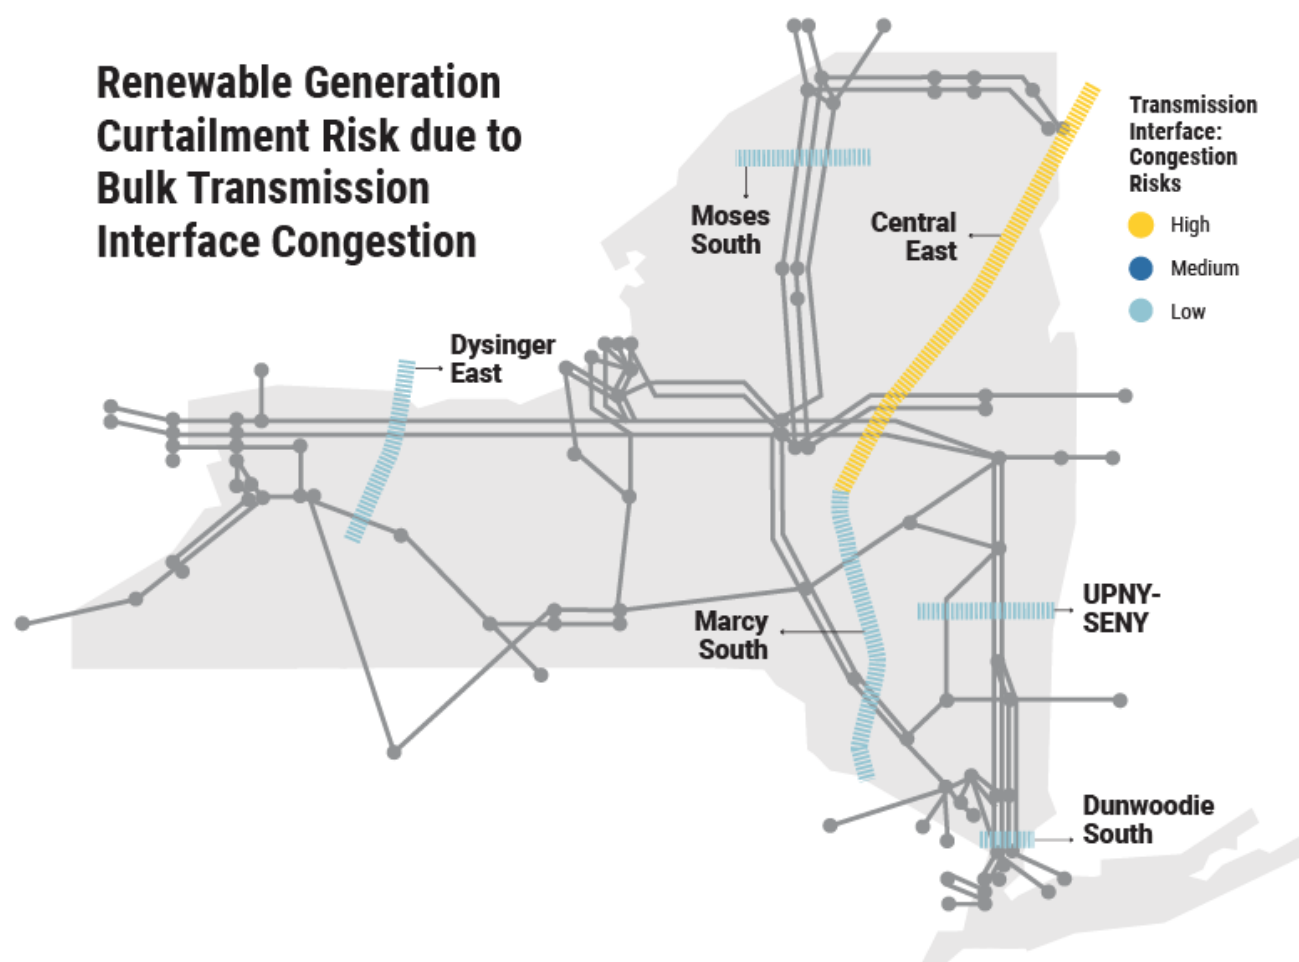 Renewable Generation
Curtailment Risk due to
Bulk Transmission
Interface Congestion
Transmission
Interface:
Congestion
Risks
High
Medium
Low
Moses
South
Central
East
Dysinger
East
Marcy
South
UPNY-
SENY
Dunwoodie
South